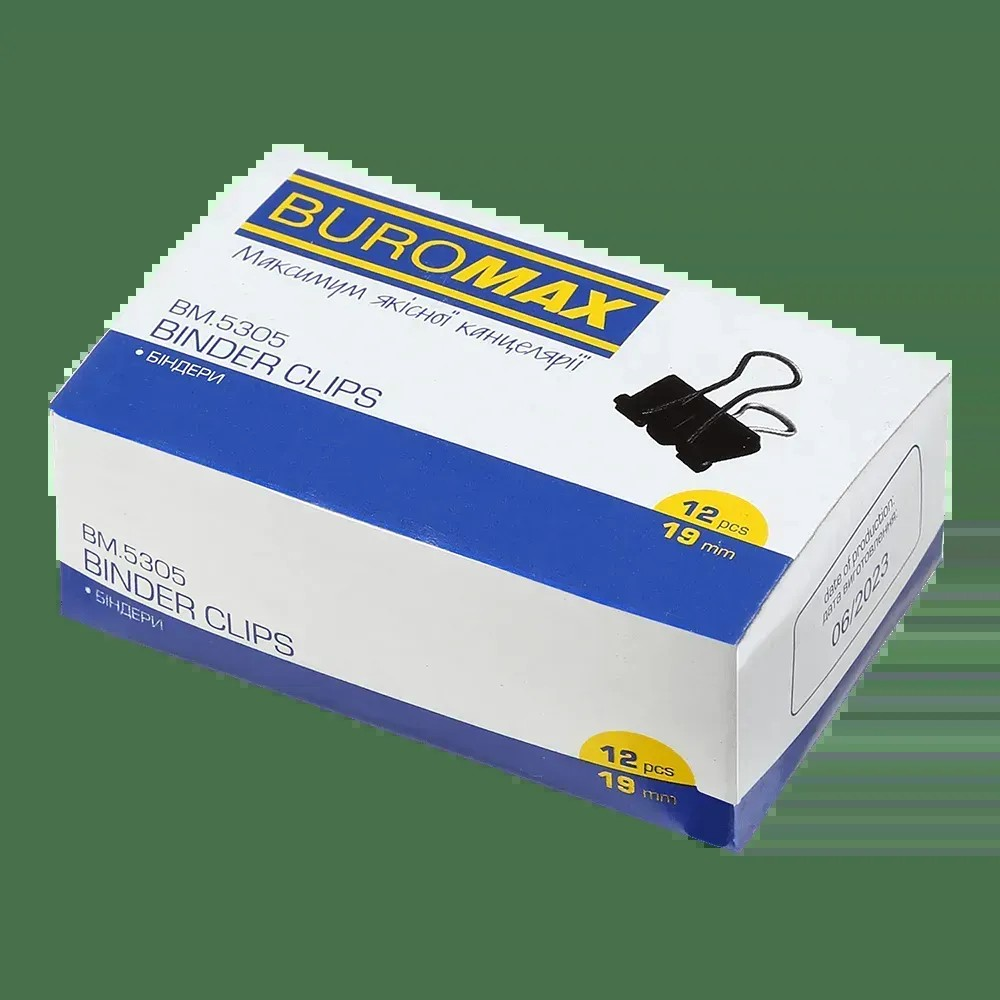 BUROMAX
Максимум якісної канцелярії
BM.5305
BINDER CLIPS
• БІНДЕРИ
12 pcs
19 mm
BM.5305
BINDER CLIPS
• БІНДЕРИ
12 pcs
19 mm
date of production:
дата виготовлення:
06/2023